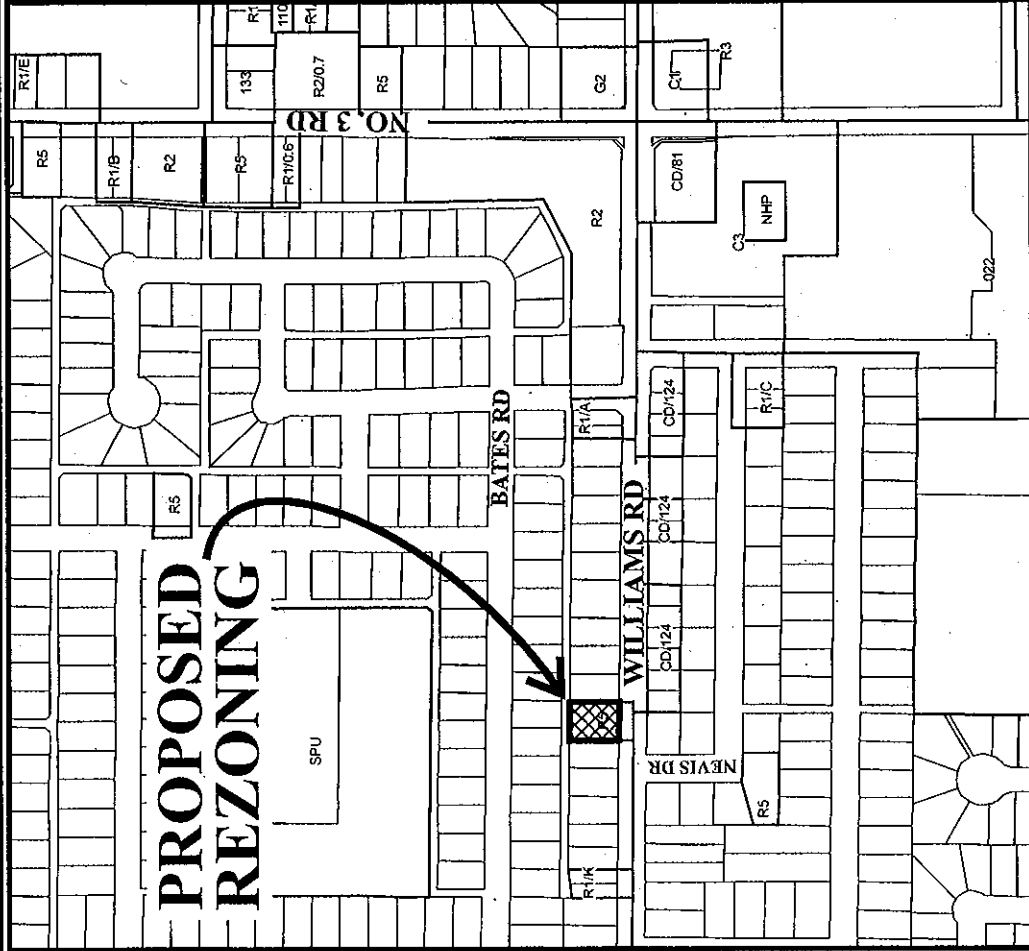 R1/E
R1
110
R1/
133
R2/0.7
R5
G2
C1
R3
NO.3 RD
R5
R1/B
R2
R5
R1/0.6
R2
CD/81
NHP
C3
022
BATES RD
R1/A
CD/124
R1/C
R5
CD/124
WILLIAMS RD
CD/124
PROPOSED
REZONING
SPU
NEVIS DR
R5
R1/K